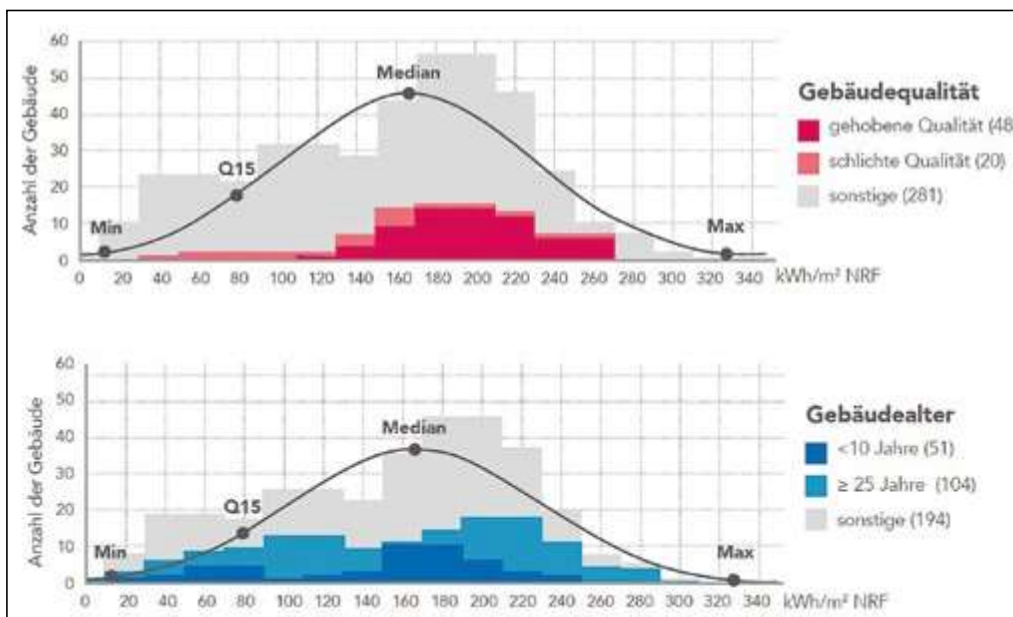 60
50
40
30
20
10
0
Anzahl der Gebäude
Min
Q15
Median
Max
0 20 40 60 80 100 120 140 160 180 200 220 240 260 280 300 320 340 kWh/m² NRF
Gebäudequalität
gehobene Qualität (48
schlichte Qualität (20)
sonstige (281)
60
50
40
30
20
10
0
Anzahl der Gebäude
Min
Q15
Median
Max
0 20 40 60 80 100 120 140 160 180 200 220 240 260 280 300 320 340 kWh/m² NRF
Gebäudealter
<10 Jahre (51)
≥ 25 Jahre (104)
sonstige (194)